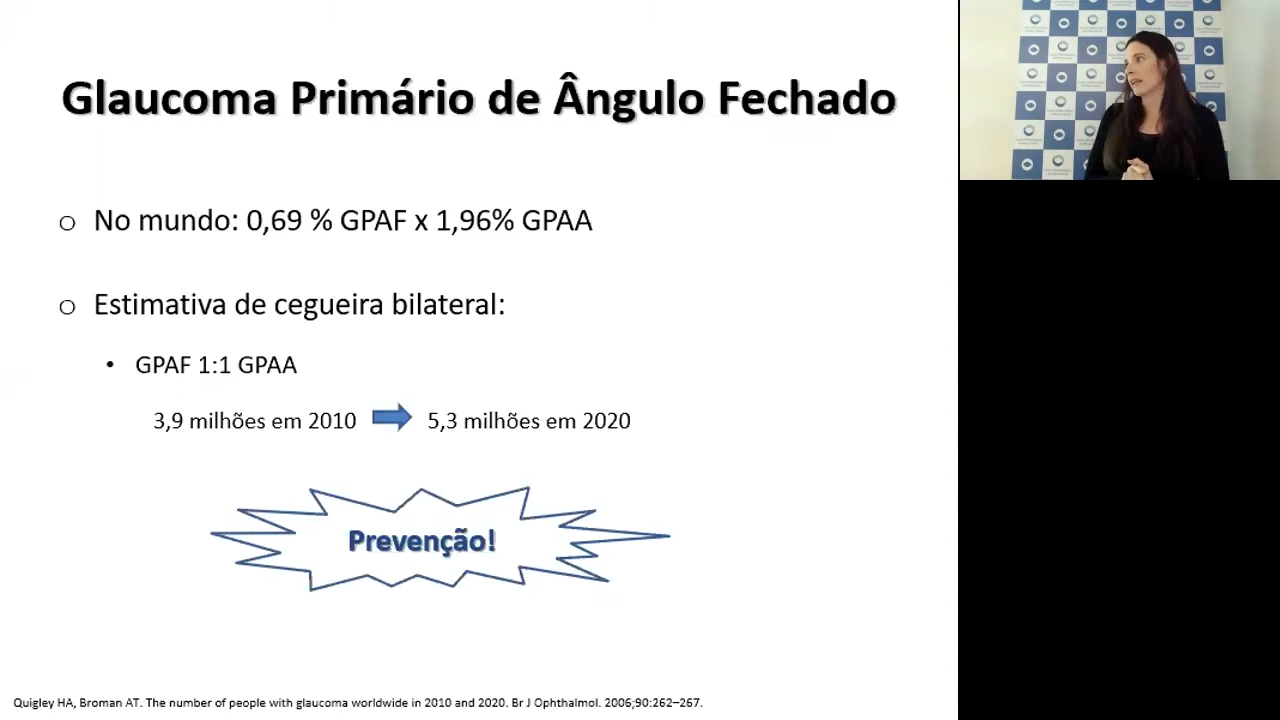 Glaucoma Primário de Ângulo Fechado
o No mundo: 0,69 % GPAF x 1,96% GPAA
o Estimativa de cegueira bilateral:
• GPAF 1:1 GPAA
3,9 milhões em 2010 5,3 milhões em 2020
Prevenção!
Quigley HA, Broman AT. The number of people with glaucoma worldwide in 2010 and 2020. Br J Ophthalmol. 2006;90:262–267.